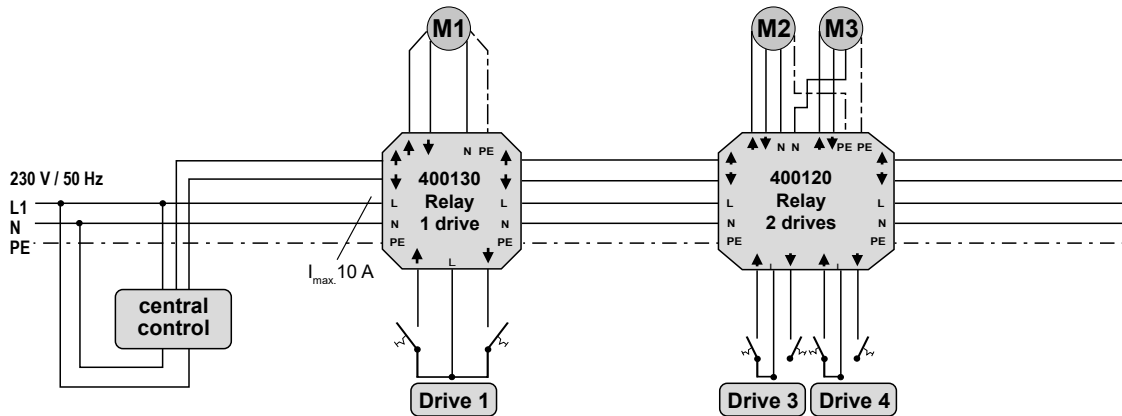 M1
M2 M3
N PE
N N PE PE
230 V / 50 Hz
L1
N
PE
400130
Relay
1 drive
L
N
PE
L
N
PE
L
400120
Relay
2 drives
L
N
PE
L
N
PE
L L
Imax. 10 A
central
control
Drive 1
Drive 3 Drive 4